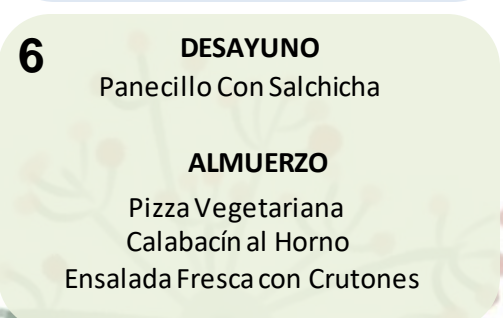 6
DESAYUNO
Panecillo Con Salchicha
ALMUERZO
Pizza Vegetariana
Calabacín al Horno
Ensalada Fresca con Crutones